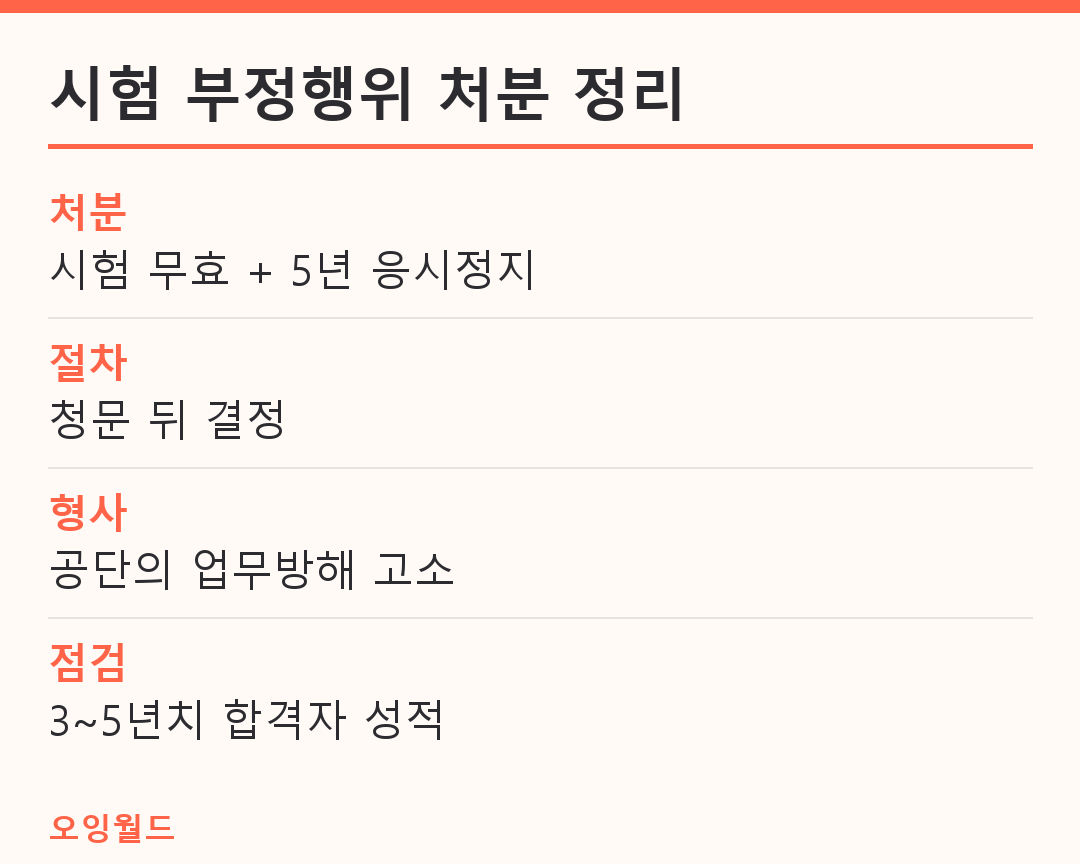 시험 부정행위 처분 정리
처분
시험 무효 + 5년 응시정지
절차
청문 뒤 결정
형사
공단의 업무방해 고소
점검
3~5년치 합격자 성적
오잉월드